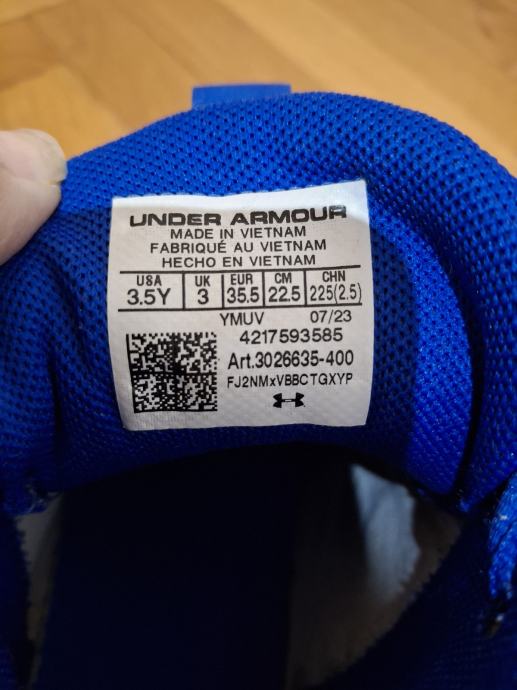 UNDER ARMOUR
MADE IN VIETNAM
FABRIQUÉ AU VIETNAM
HECHO EN VIETNAM
USA UK EUR CM CHN
3.5Y 3 35.5 22.5 225(2.5)
YMUV 07/23
4217593585
Art.3026635-400
FJ2NMxVBBCTGXYP